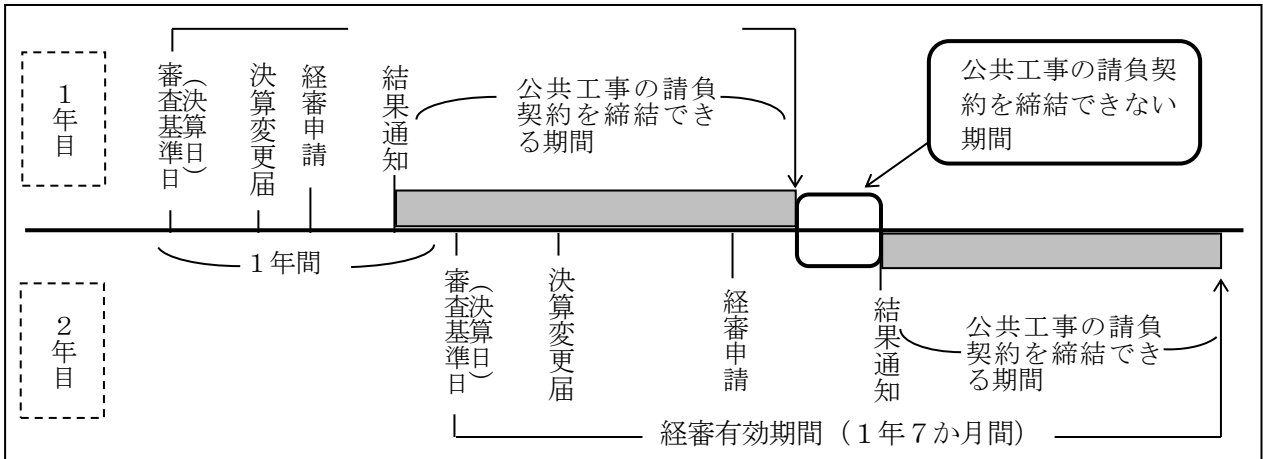 1年目
審査基準日
(決算日)
決算変更届
経審申請
結果通知
公共工事の請負
契約を締結でき
る期間
公共工事の請負契
約を締結できない
期間
1年間
2年目
審査基準日
(決算日)
決算変更届
経審申請
結果通知
公共工事の請負
契約を締結でき
る期間
経審有効期間（1年7か月間）